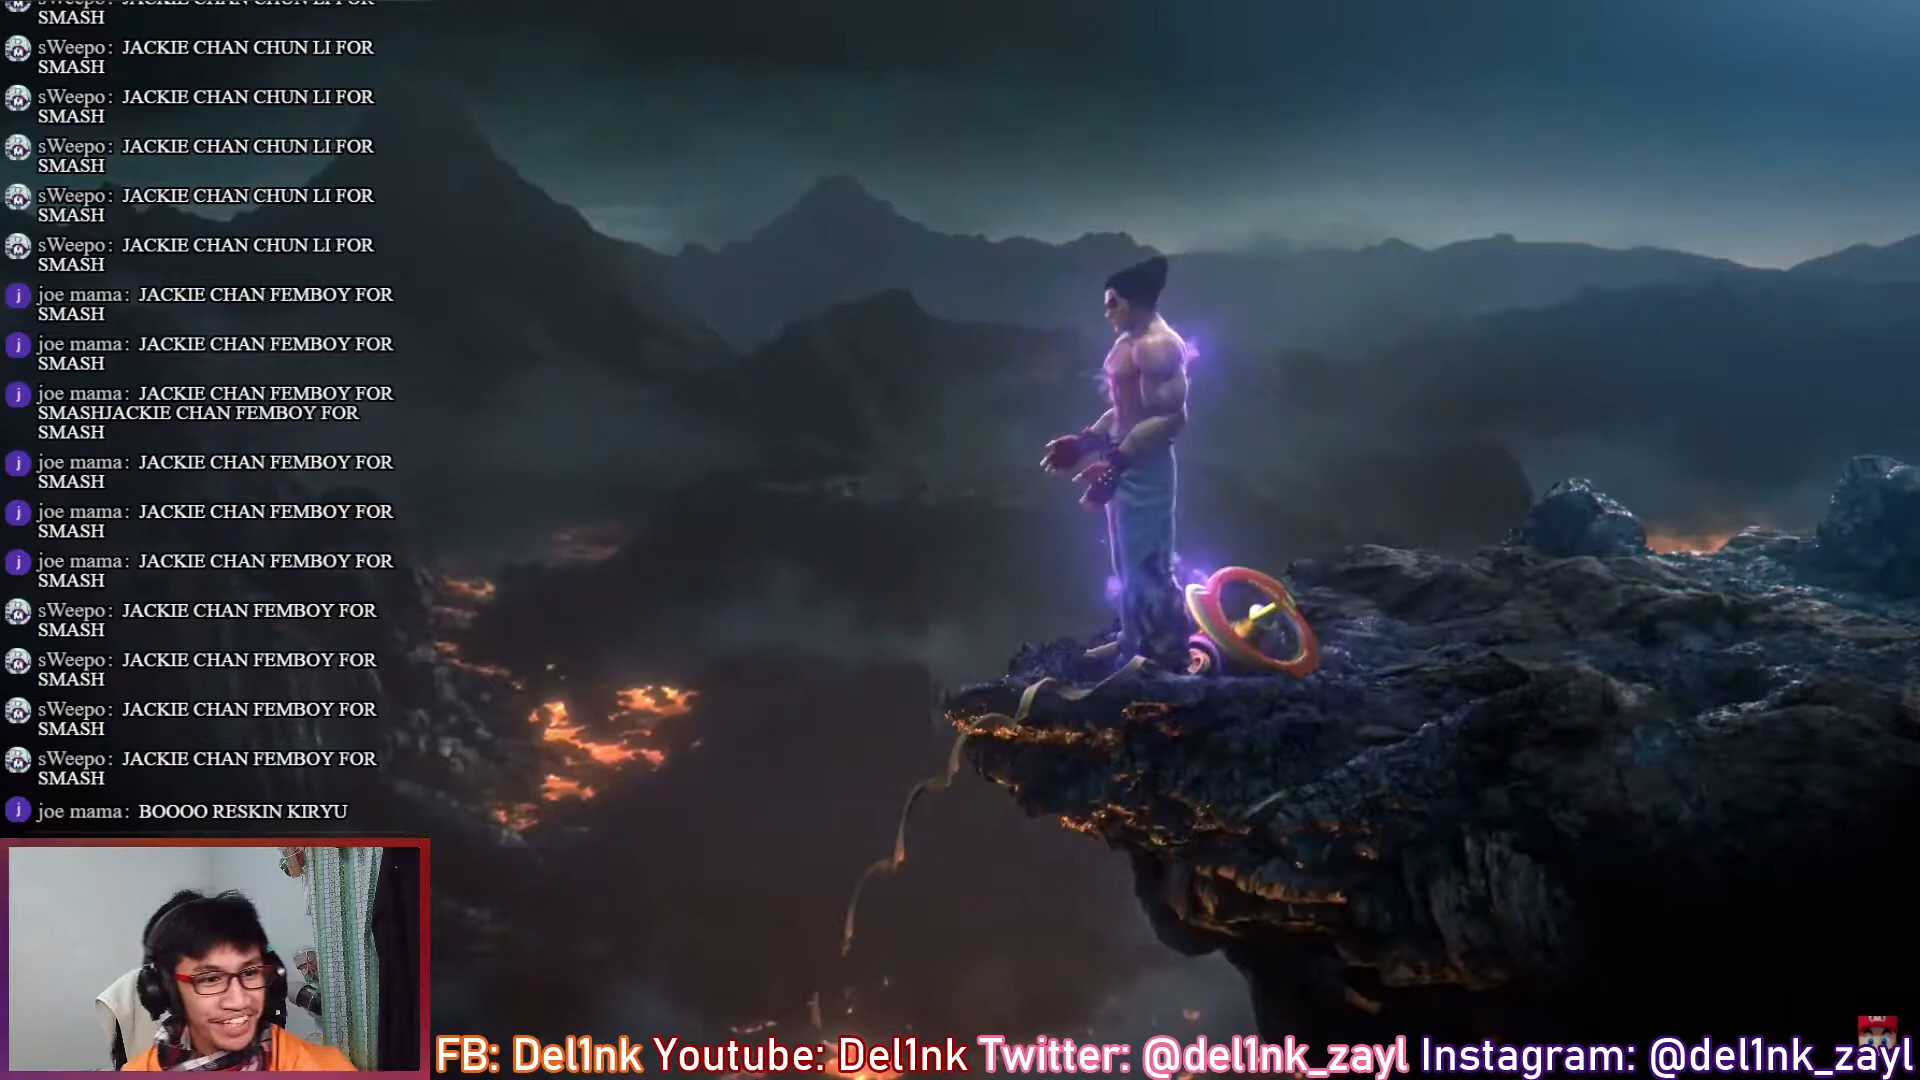 sWeepo: JACKIE CHAN CHUN LI FOR
SMASH
sWeepo: JACKIE CHAN CHUN LI FOR
SMASH
sWeepo: JACKIE CHAN CHUN LI FOR
SMASH
sWeepo: JACKIE CHAN CHUN LI FOR
SMASH
sWeepo: JACKIE CHAN CHUN LI FOR
SMASH
sWeepo: JACKIE CHAN CHUN LI FOR
SMASH
j joe mama: JACKIE CHAN FEMBOY FOR
SMASH
j joe mama: JACKIE CHAN FEMBOY FOR
SMASH
j joe mama: JACKIE CHAN FEMBOY FOR
SMASHJACKIE CHAN FEMBOY FOR
SMASH
j joe mama: JACKIE CHAN FEMBOY FOR
SMASH
j joe mama: JACKIE CHAN FEMBOY FOR
SMASH
j joe mama: JACKIE CHAN FEMBOY FOR
SMASH
sWeepo: JACKIE CHAN FEMBOY FOR
SMASH
sWeepo: JACKIE CHAN FEMBOY FOR
SMASH
sWeepo: JACKIE CHAN FEMBOY FOR
SMASH
sWeepo: JACKIE CHAN FEMBOY FOR
SMASH
j joe mama: BOOOO RESKIN KIRYU
FB: Del1nk Youtube: Del1nk Twitter: @del1nk_zayl Instagram: @del1nk_zayl